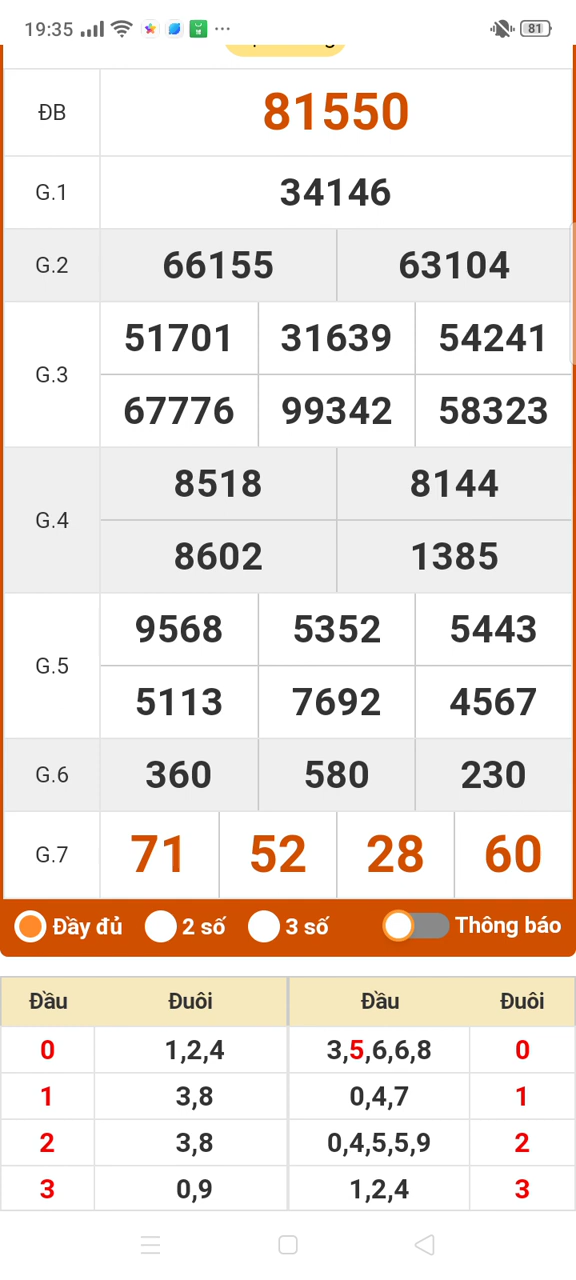 19:35 81
ĐB 81550
G.1 34146
G.2 66155 63104
G.3 51701 31639 54241
67776 99342 58323
G.4 8518 8144
8602 1385
G.5 9568 5352 5443
5113 7692 4567
G.6 360 580 230
G.7 71 52 28 60
Đầy đủ 2 số 3 số Thông báo
Đầu Đuôi Đầu Đuôi
0 1,2,4 3,5,6,6,8 0
1 3,8 0,4,7 1
2 3,8 0,4,5,5,9 2
3 0,9 1,2,4 3